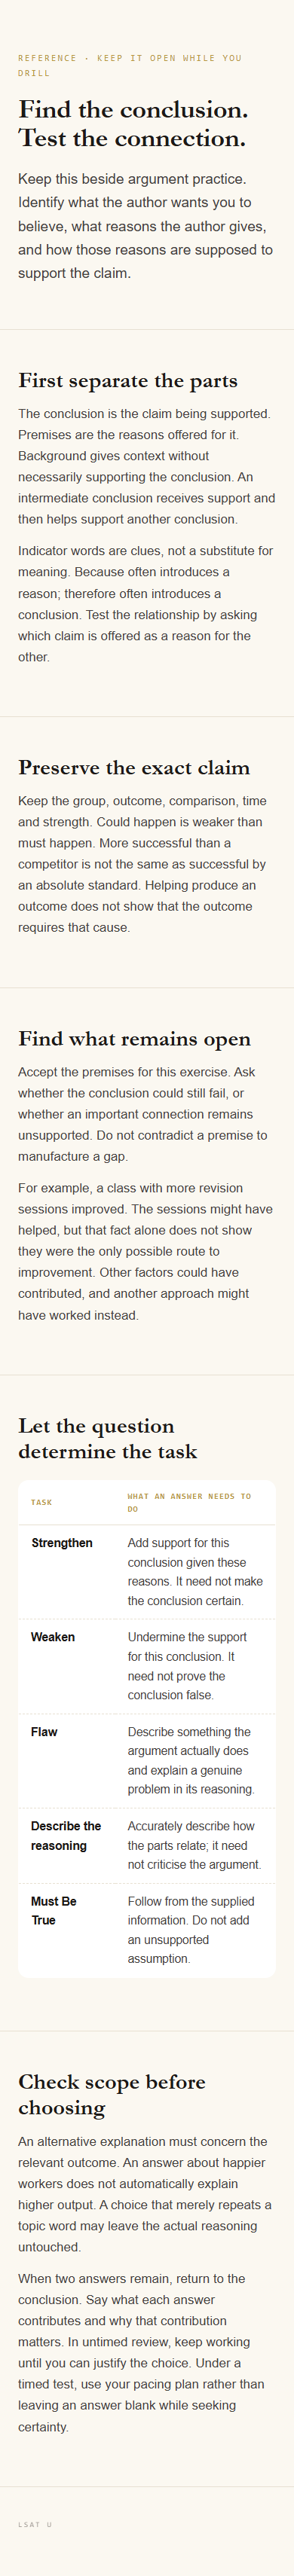 REFERENCE · KEEP IT OPEN WHILE YOU
DRILL
Find the conclusion.
Test the connection.
Keep this beside argument practice.
Identify what the author wants you to
believe, what reasons the author gives,
and how those reasons are supposed to
support the claim.
First separate the parts
The conclusion is the claim being supported.
Premises are the reasons offered for it.
Background gives context without
necessarily supporting the conclusion. An
intermediate conclusion receives support and
then helps support another conclusion.
Indicator words are clues, not a substitute for
meaning. Because often introduces a
reason; therefore often introduces a
conclusion. Test the relationship by asking
which claim is offered as a reason for the
other.
Preserve the exact claim
Keep the group, outcome, comparison, time
and strength. Could happen is weaker than
must happen. More successful than a
competitor is not the same as successful by
an absolute standard. Helping produce an
outcome does not show that the outcome
requires that cause.
Find what remains open
Accept the premises for this exercise. Ask
whether the conclusion could still fail, or
whether an important connection remains
unsupported. Do not contradict a premise to
manufacture a gap.
For example, a class with more revision
sessions improved. The sessions might have
helped, but that fact alone does not show
they were the only possible route to
improvement. Other factors could have
contributed, and another approach might
have worked instead.
Let the question
determine the task
TASK
WHAT AN ANSWER NEEDS TO
DO
Strengthen
Add support for this
conclusion given these
reasons. It need not make
the conclusion certain.
Weaken
Undermine the support
for this conclusion. It
need not prove the
conclusion false.
Flaw
Describe something the
argument actually does
and explain a genuine
problem in its reasoning.
Describe the
reasoning
Accurately describe how
the parts relate; it need
not criticise the argument.
Must Be
True
Follow from the supplied
information. Do not add
an unsupported
assumption.
Check scope before
choosing
An alternative explanation must concern the
relevant outcome. An answer about happier
workers does not automatically explain
higher output. A choice that merely repeats a
topic word may leave the actual reasoning
untouched.
When two answers remain, return to the
conclusion. Say what each answer
contributes and why that contribution
matters. In untimed review, keep working
until you can justify the choice. Under a
timed test, use your pacing plan rather than
leaving an answer blank while seeking
certainty.
LSAT U